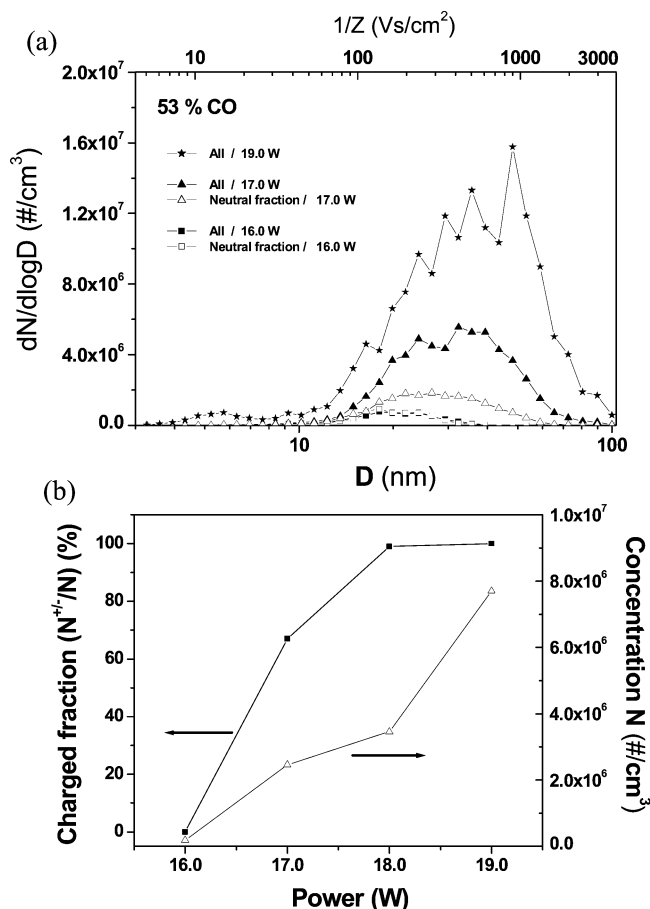 (a)
1/Z (Vs/cm²)
10 100 1000 3000
2.0x10⁷
1.6x10⁷
1.2x10⁷
8.0x10⁶
4.0x10⁶
0.0
dN/dlogD (#/cm³)
53 % CO
All / 19.0 W
All / 17.0 W
Neutral fraction / 17.0 W
All / 16.0 W
Neutral fraction / 16.0 W
10 100
D (nm)
(b)
Charged fraction (N⁺/⁻/N) (%)
100
80
60
40
20
0
1.0x10⁷
8.0x10⁶
6.0x10⁶
4.0x10⁶
2.0x10⁶
0.0
Concentration N (#/cm³)
16.0 17.0 18.0 19.0
Power (W)